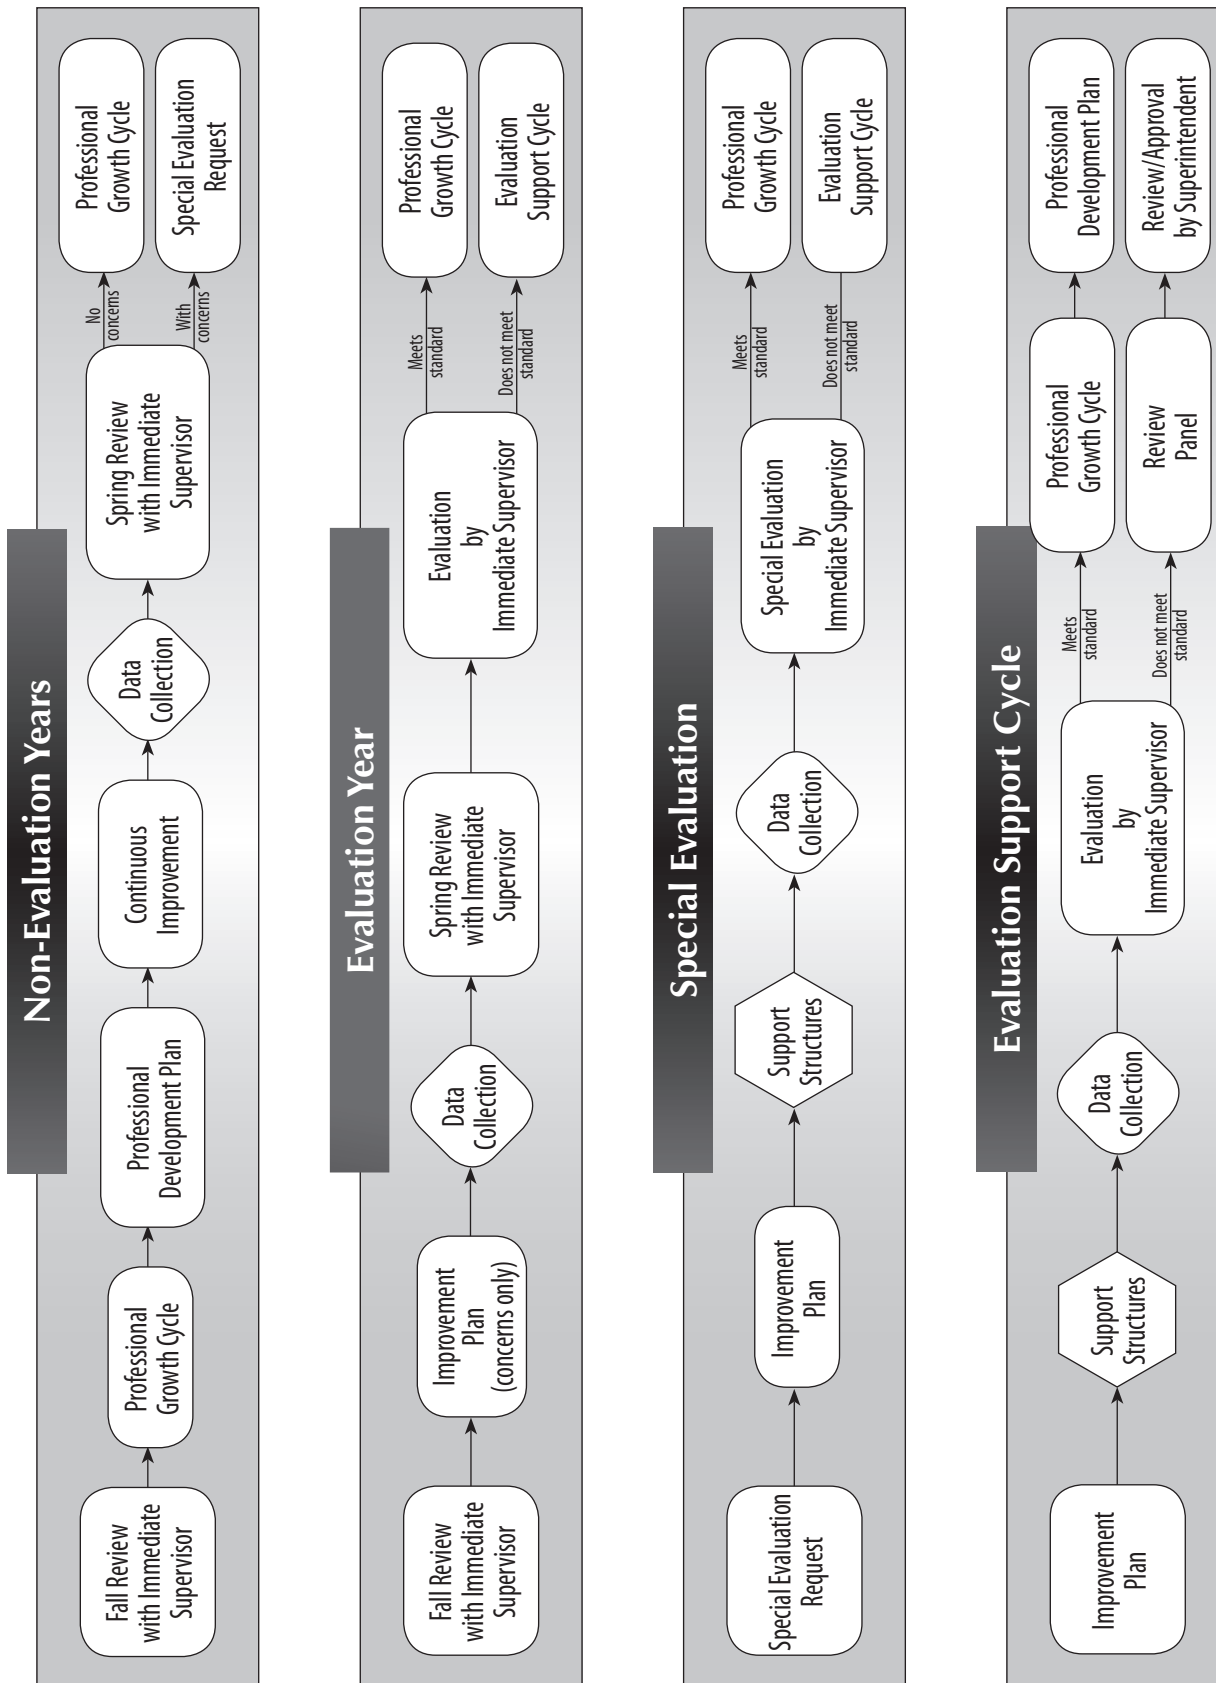 Non-Evaluation Years
Fall Review
with Immediate
Supervisor
Professional
Growth Cycle
Professional
Development Plan
Continuous
Improvement
Data
Collection
Spring Review
with Immediate
Supervisor
No
concerns
Professional
Growth Cycle
With
concerns
Special Evaluation
Request
Evaluation Year
Fall Review
with Immediate
Supervisor
Improvement
Plan
(concerns only)
Data
Collection
Spring Review
with Immediate
Supervisor
Evaluation
by
Immediate Supervisor
Meets
standard
Professional
Growth Cycle
Does not meet
standard
Evaluation
Support Cycle
Special Evaluation
Special Evaluation
Request
Improvement
Plan
Support
Structures
Data
Collection
Special Evaluation
by
Immediate Supervisor
Meets
standard
Professional
Growth Cycle
Does not meet
standard
Evaluation
Support Cycle
Evaluation Support Cycle
Improvement
Plan
Support
Structures
Data
Collection
Evaluation
by
Immediate Supervisor
Meets
standard
Professional
Growth Cycle
Professional
Development Plan
Does not meet
standard
Review
Panel
Review/Approval
by Superintendent